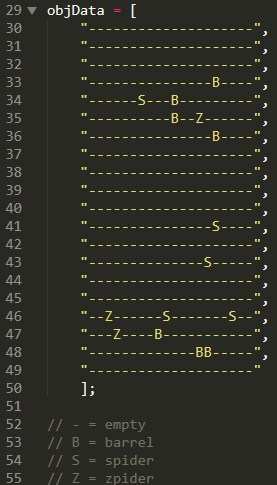 29 ▼ objData = [
30 "--------------------",
31 "--------------------",
32 "--------------------",
33 "---------------B----",
34 "------S---B---------",
35 "----------B--Z------",
36 "---------------B----",
37 "--------------------",
38 "--------------------",
39 "--------------------",
40 "--------------------",
41 "---------------S----",
42 "--------------------",
43 "--------------S-----",
44 "--------------------",
45 "--------------------",
46 "--Z------S-------S--",
47 "---Z----B-----------",
48 "-------------BB-----",
49 "--------------------"
50 ];
51
52 // - = empty
53 // B = barrel
54 // S = spider
55 // Z = zpider